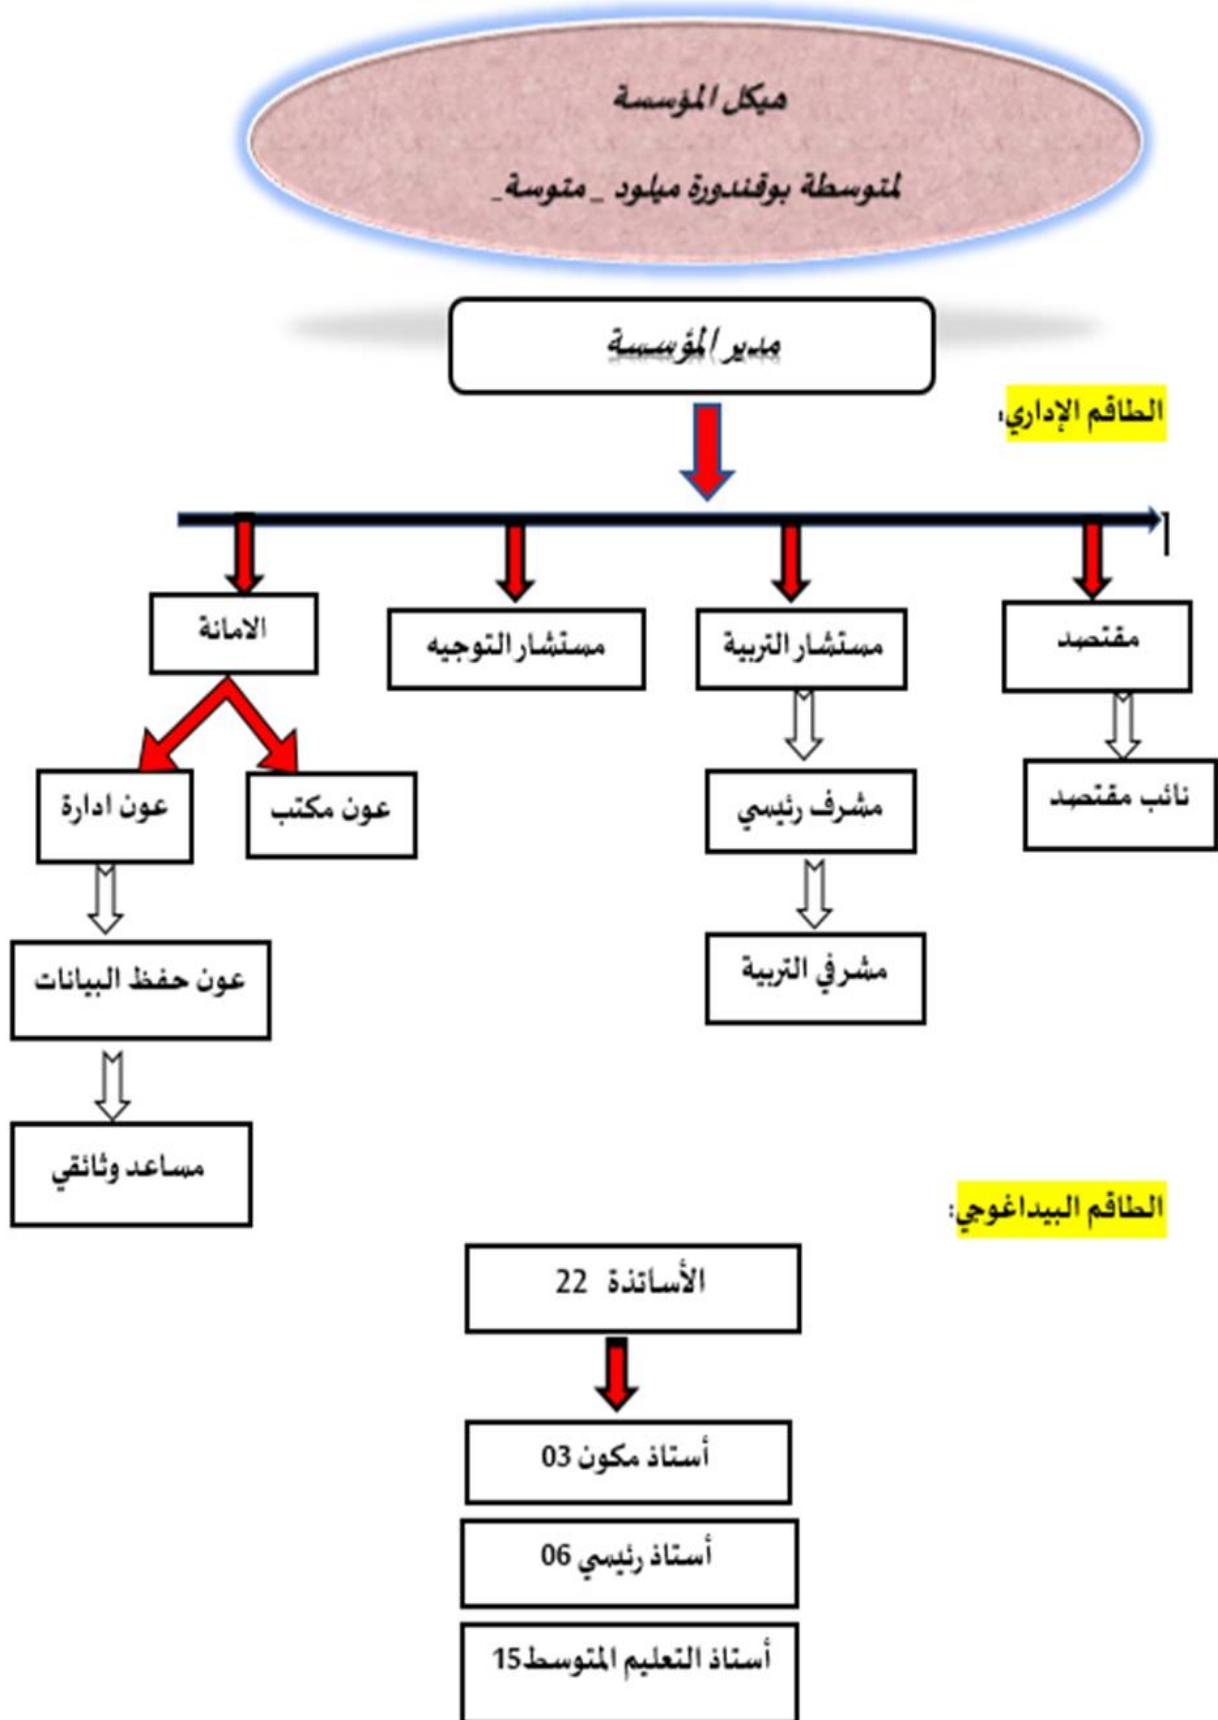 هيكل المؤسسة
لمتوسطة بوقندورة ميلود _ متوسة_
مدير المؤسسة
الطاقم الإداري:
مقتصد
مستشار التربية
مستشار التوجيه
الامانة
نائب مقتصد
مشرف رئيسي
عون مكتب
عون ادارة
مشرفي التربية
عون حفظ البيانات
مساعد وثائقي
الطاقم البيداغوجي:
الأساتذة 22
أستاذ مكون 03
أستاذ رئيسي 06
أستاذ التعليم المتوسط15